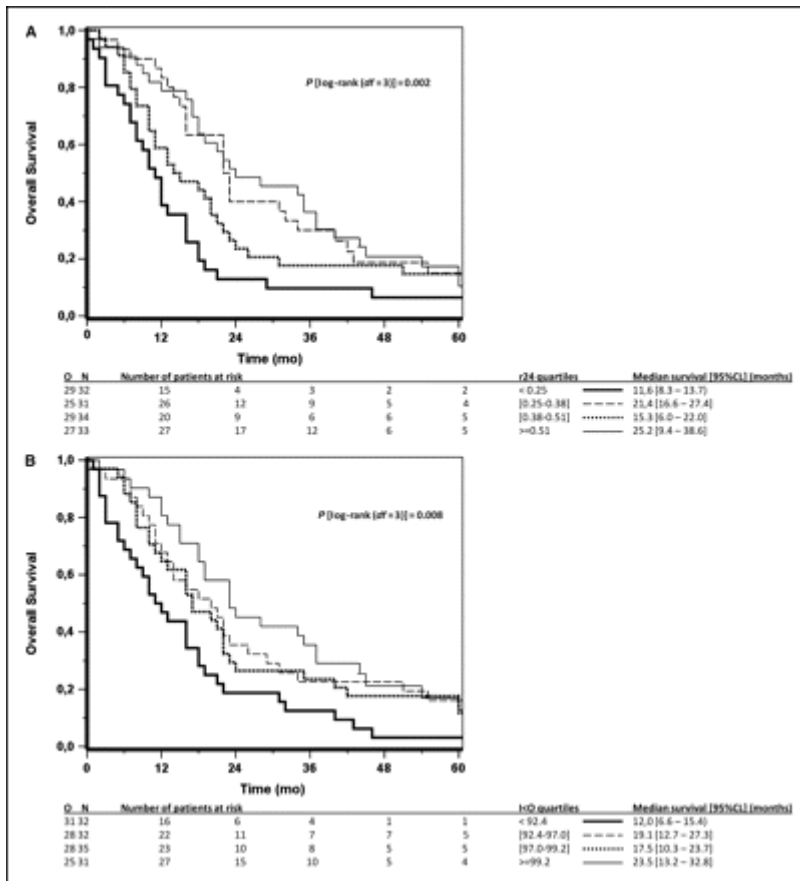 A
1,0
0,8
0,6
0,4
0,2
0,0
Overall Survival
P [log-rank (df = 3)] = 0.002
0 12 24 36 48 60
Time (mo)
O N Number of patients at risk r24 quartiles Median survival [95%CL] (months)
29 32 15 4 3 2 2 < 0.25 11,6 [8.3 – 13.7)
25 31 26 12 9 5 4 [0.25-0.38] 21,4 [16.6 – 27.4]
29 34 20 9 6 6 5 [0.38-0.51] 15.3 [6.0 – 22.0]
27 33 27 17 12 6 5 >=0.51 25.2 [9.4 – 38.6]
B
1,0
0,8
0,6
0,4
0,2
0,0
Overall Survival
P [log-rank (df = 3)] = 0.008
0 12 24 36 48 60
Time (mo)
O N Number of patients at risk I<O quartiles Median survival [95%CL] (months)
31 32 16 6 4 1 1 < 92.4 12,0 [6.6 – 15.4)
28 32 22 11 7 7 5 [92.4-97.0] 19.1 [12.7 – 27.3]
28 35 23 10 8 5 5 [97.0-99.2] 17.5 [10.3 – 23.7]
25 31 27 15 10 5 4 >=99.2 23.5 [13.2 – 32.8]